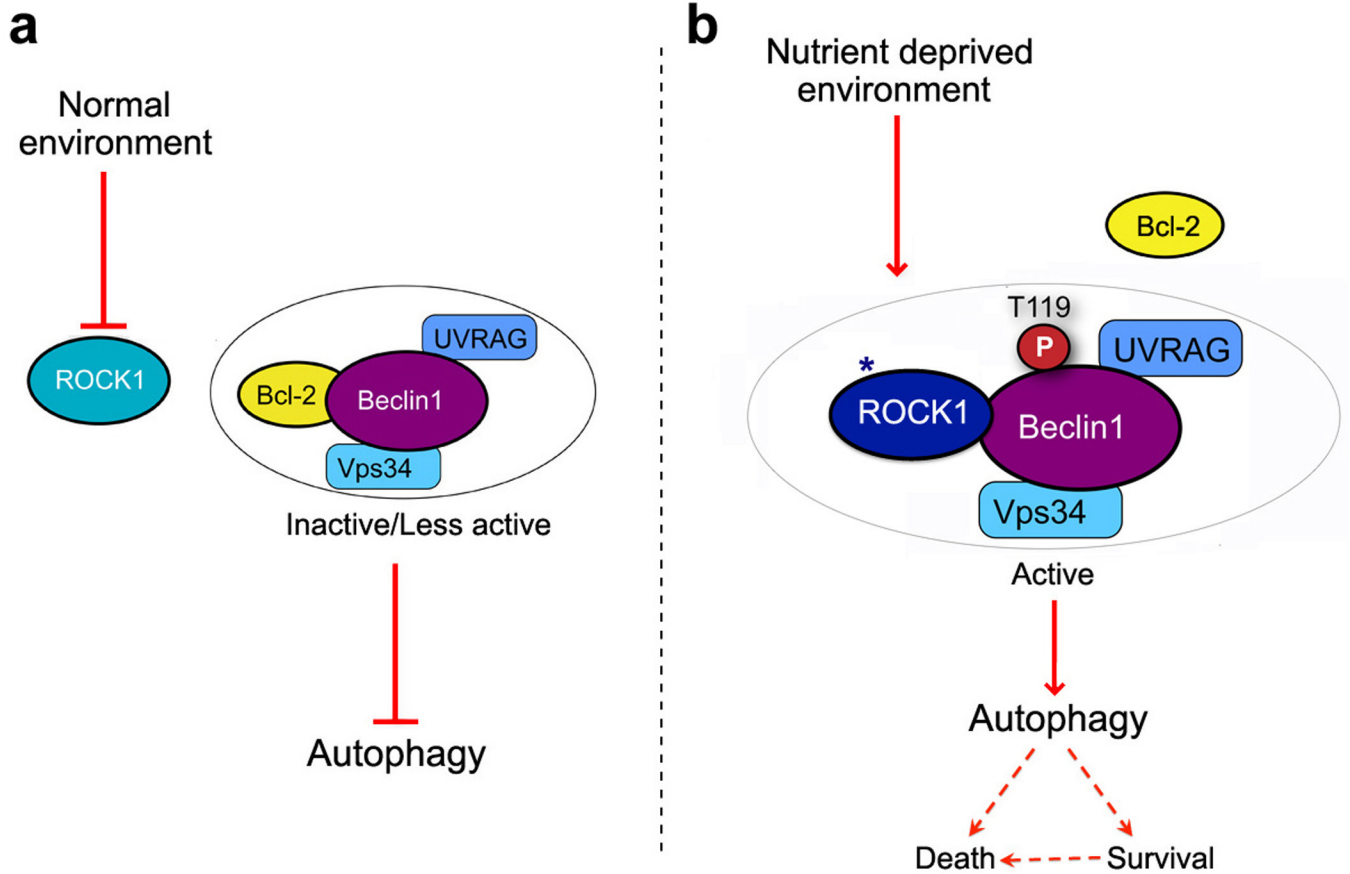 a
Normal
environment
ROCK1
UVRAG
Bcl-2
Beclin1
Vps34
Inactive/Less active
Autophagy
b
Nutrient deprived
environment
Bcl-2
T119
P
UVRAG
*
ROCK1
Beclin1
Vps34
Active
Autophagy
Death
Survival